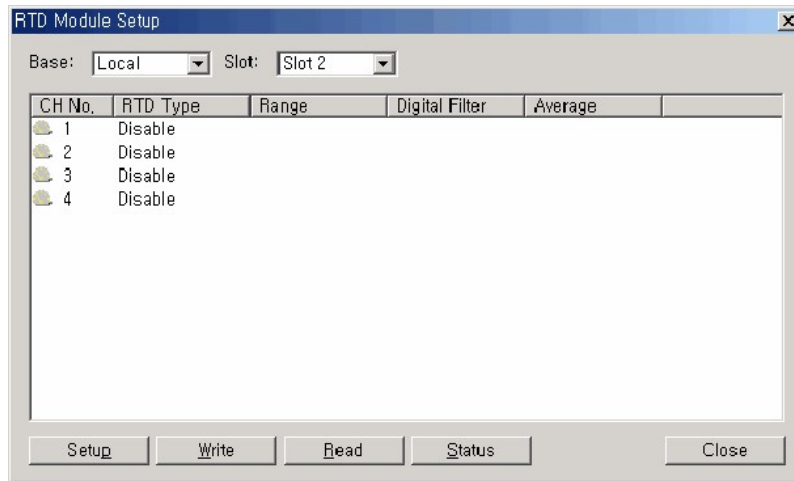 RTD Module Setup
Base: Local Slot: Slot 2
CH No. RTD Type Range Digital Filter Average
1 Disable
2 Disable
3 Disable
4 Disable
Setup Write Read Status Close